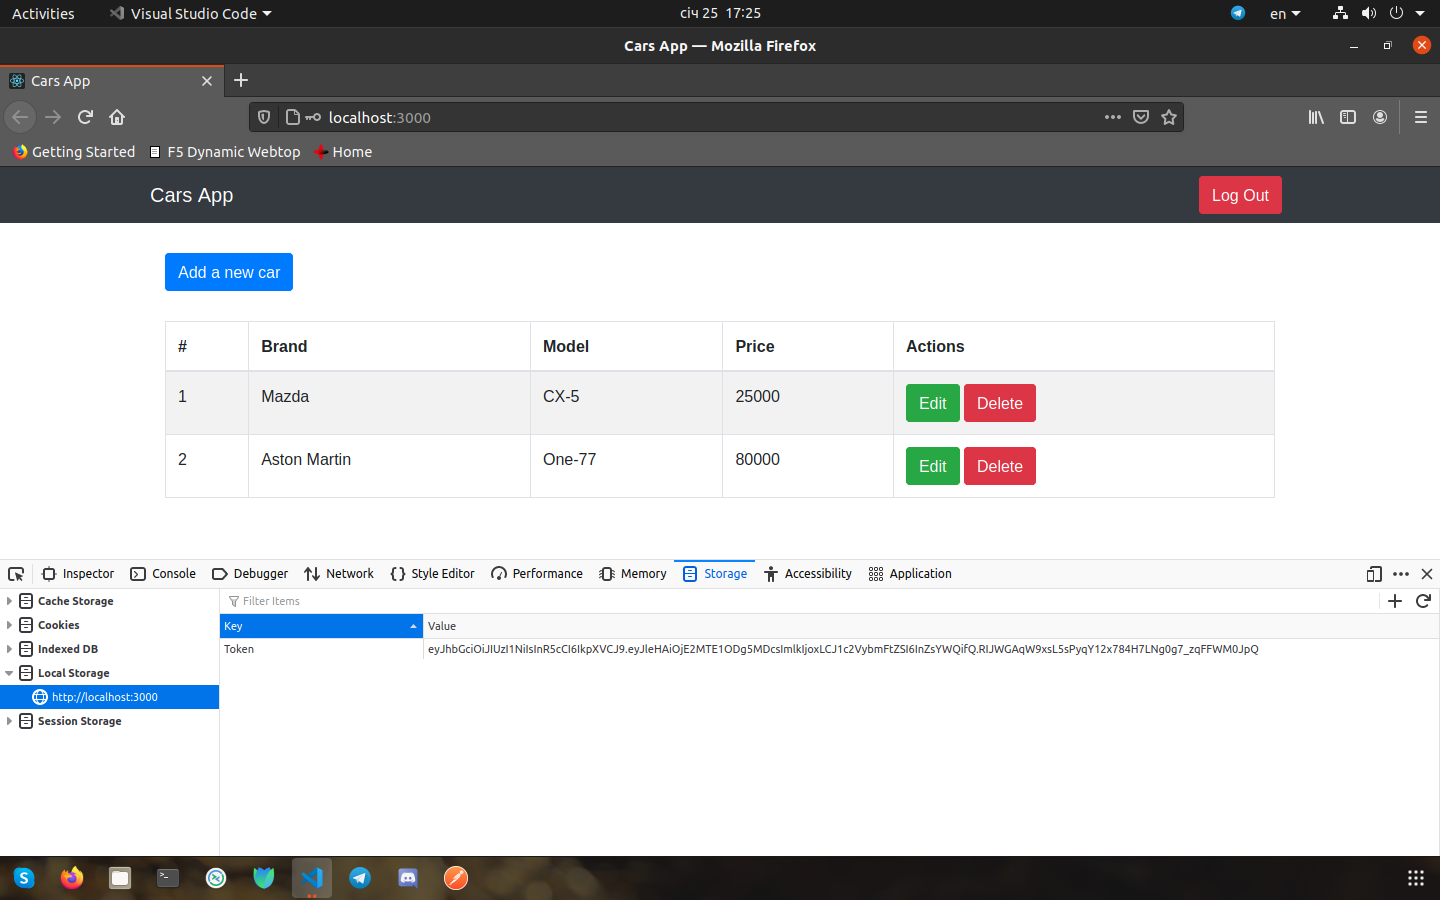 Activities Visual Studio Code січ 25 17:25 en
Cars App — Mozilla Firefox
Cars App
localhost:3000
Getting Started F5 Dynamic Webtop Home
Cars App Log Out
Add a new car
# Brand Model Price Actions
1 Mazda CX-5 25000 Edit Delete
2 Aston Martin One-77 80000 Edit Delete
Inspector Console Debugger Network Style Editor Performance Memory Storage Accessibility Application
Cache Storage Filter Items
Cookies Key Value
Indexed DB Token eyJhbGciOiJIUzI1NiIsInR5cCI6IkpXVCJ9.eyJleHAiOjE2MTE1ODg5MDcsImlkIjoxLCJ1c2VybmFtZSI6InZsYWQifQ.RIJWGAqW9xsL5sPyqY12x784H7LNg0g7_zqFFWM0JpQ
Local Storage
http://localhost:3000
Session Storage